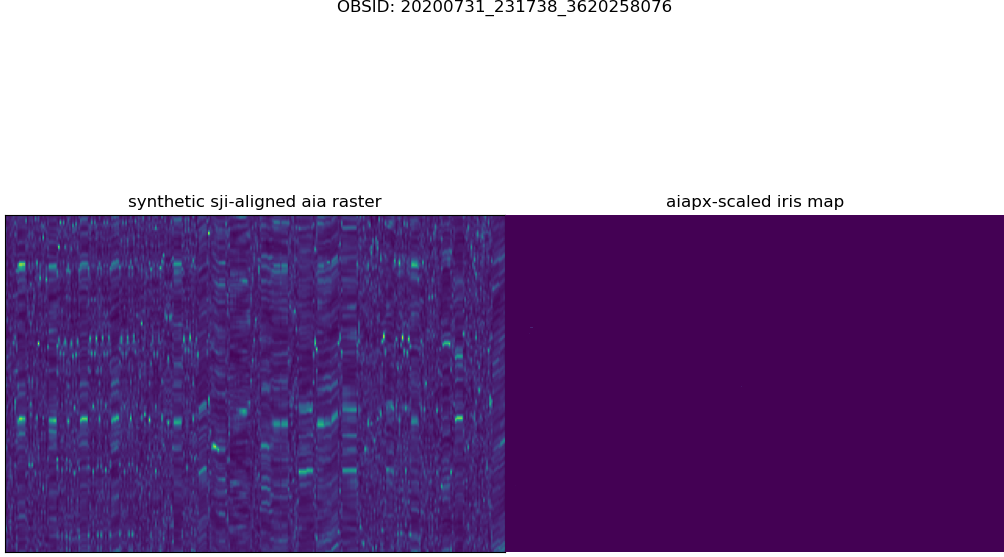 OBSID: 20200731_231738_3620258076
synthetic sji-aligned aia raster
aiapx-scaled iris map